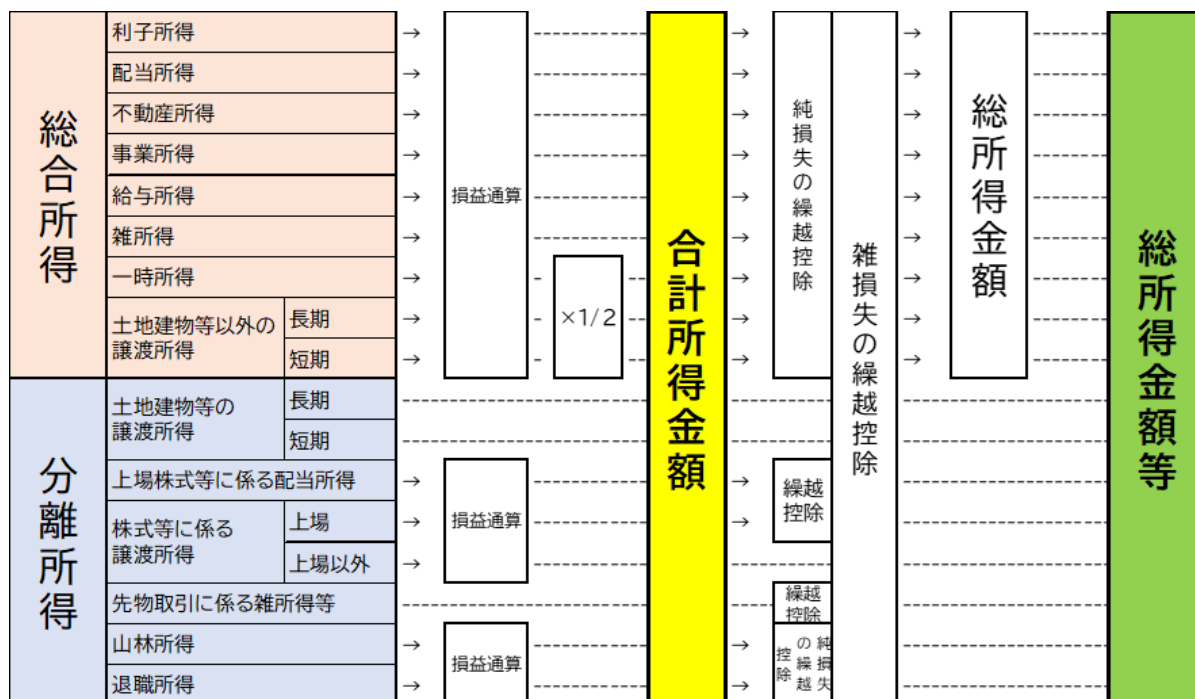 総合所得
利子所得
配当所得
不動産所得
事業所得
給与所得
雑所得
一時所得
土地建物等以外の
譲渡所得
長期
短期
分離所得
土地建物等の
譲渡所得
長期
短期
上場株式等に係る配当所得
株式等に係る
譲渡所得
上場
上場以外
先物取引に係る雑所得等
山林所得
退職所得
損益通算
×1/2
損益通算
損益通算
合計所得金額
純損失の繰越控除
繰越
控除
繰越
控除
純損失
の繰越
控除
雑損失の繰越控除
総所得金額
総所得金額等